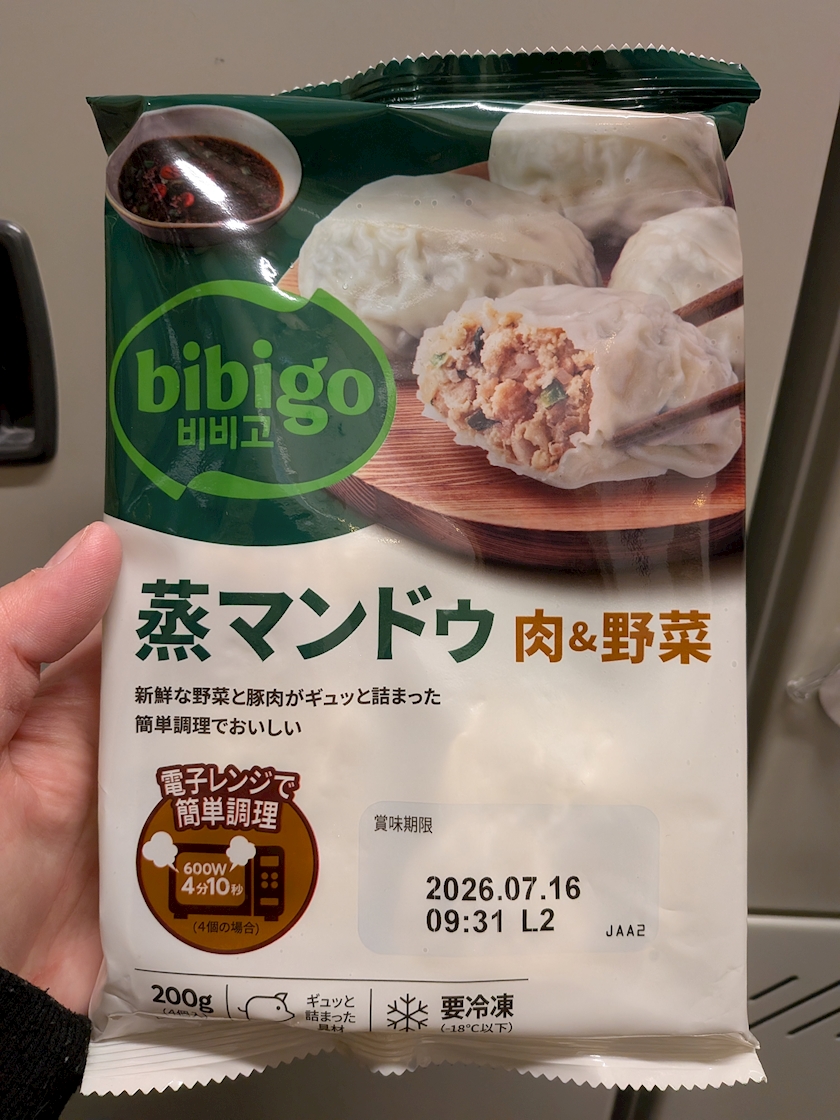 bibigo
비비고
蒸マンドゥ 肉&野菜
新鮮な野菜と豚肉がギュッと詰まった
簡単調理でおいしい
電子レンジで
簡単調理
600W
4分10秒
(4個の場合)
賞味期限
2026.07.16
09:31 L2
JAA2
200g
ギュッと
詰まった
具材
要冷凍
(-18℃以下)